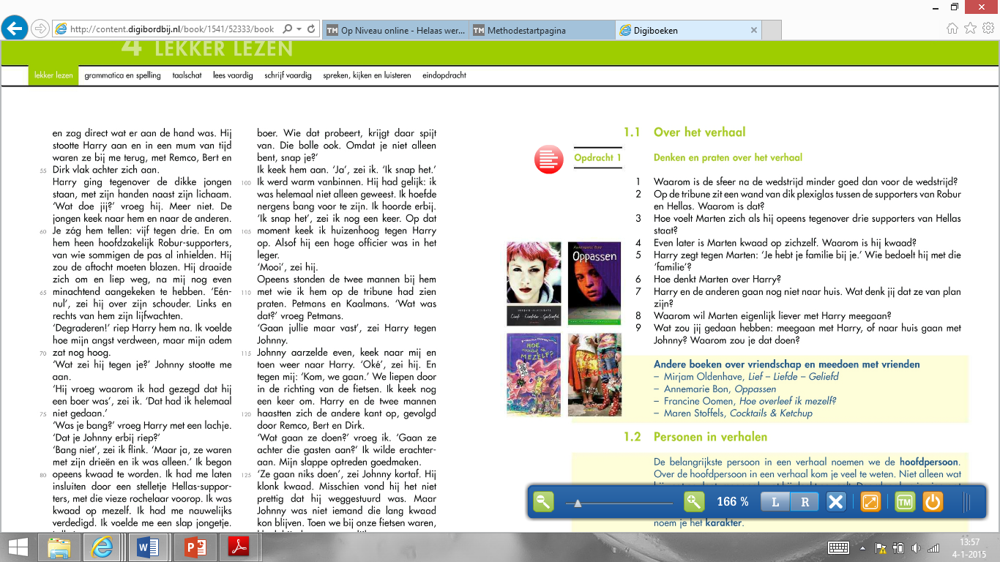 http://content.digibordbij.nl/book/1541/52333/book
Op Niveau online - Helaas wer...
Methodestartpagina
Digiboeken
4 LEKKER LEZEN
lekker lezen grammatica en spelling taalschat lees vaardig schrijf vaardig spreken, kijken en luisteren eindopdracht
en zag direct wat er aan de hand was. Hij
stootte Harry aan en in een mum van tijd
waren ze bij me terug, met Remco, Bert en
55 Dirk vlak achter zich aan.
Harry ging tegenover de dikke jongen
staan, met zijn handen naast zijn lichaam.
‘Wat doe jij?’ vroeg hij. Meer niet. De
jongen keek naar hem en naar de anderen.
60 Je zág hem tellen: vijf tegen drie. En om
hem heen hoofdzakelijk Robur-supporters,
van wie sommigen de pas al inhielden. Hij
zou de aftocht moeten blazen. Hij draaide
zich om en liep weg, na mij nog even
65 minachtend aangekeken te hebben. ‘Eén-
nul’, zei hij over zijn schouder. Links en
rechts van hem zijn lijfwachten.
‘Degraderen!’ riep Harry hem na. Ik voelde
hoe mijn angst verdween, maar mijn adem
70 zat nog hoog.
‘Wat zei hij tegen je?’ Johnny stootte me
aan.
‘Hij vroeg waarom ik had gezegd dat hij
een boer was’, zei ik. ‘Dat had ik helemaal
75 niet gedaan.’
‘Was je bang?’ vroeg Harry met een lachje.
‘Dat je Johnny erbij riep?’
‘Bang niet’, zei ik flink. ‘Maar ja, ze waren
met zijn drieën en ik was alleen.’ Ik begon
80 opeens kwaad te worden. Ik had me laten
insluiten door een stelletje Hellas-suppor-
ters, met die vieze rochelaar voorop. Ik was
kwaad op mezelf. Ik had me nauwelijks
verdedigd. Ik voelde me een slap jongetje.
boer. Wie dat probeert, krijgt daar spijt
van. Die bolle ook. Omdat je niet alleen
bent, snap je?’
Ik keek hem aan. ‘Ja’, zei ik. ‘Ik snap het.’
100 Ik werd warm vanbinnen. Hij had gelijk: ik
was helemaal niet alleen geweest. Ik hoefde
nergens bang voor te zijn. Ik hoorde erbij.
‘Ik snap het’, zei ik nog een keer. Op dat
105 moment keek ik huizenhoog tegen Harry
op. Alsof hij een hoge officier was in het
leger.
‘Mooi’, zei hij.
Opeens stonden de twee mannen bij hem
110 met wie ik hem op de tribune had zien
praten. Petmans en Kaalmans. ‘Wat was
dat?’ vroeg Petmans.
‘Gaan jullie maar vast’, zei Harry tegen
Johnny.
115 Johnny aarzelde even, keek naar mij en
toen weer naar Harry. ‘Oké’, zei hij. En
tegen mij: ‘Kom, we gaan.’ We liepen door
in de richting van de fietsen. Ik keek nog
een keer om. Harry en de twee mannen
120 haastten zich de andere kant op, gevolgd
door Remco, Bert en Dirk.
‘Wat gaan ze doen?’ vroeg ik. ‘Gaan ze
achter die gasten aan?’ Ik wilde erachter-
aan. Mijn slappe optreden goedmaken.
125 ‘Ze gaan niks doen’, zei Johnny kortaf. Hij
klonk kwaad. Misschien vond hij het niet
prettig dat hij weggestuurd was. Maar
Johnny was niet iemand die lang kwaad
kon blijven. Toen we bij onze fietsen waren,
1.1 Over het verhaal
Opdracht 1 Denken en praten over het verhaal
1 Waarom is de sfeer na de wedstrijd minder goed dan voor de wedstrijd?
2 Op de tribune zit een wand van dik plexiglas tussen de supporters van Robur
en Hellas. Waarom is dat?
3 Hoe voelt Marten zich als hij opeens tegenover drie supporters van Hellas
staat?
4 Even later is Marten kwaad op zichzelf. Waarom is hij kwaad?
5 Harry zegt tegen Marten: ‘Je hebt je familie bij je.’ Wie bedoelt hij met die
‘familie’?
6 Hoe denkt Marten over Harry?
7 Harry en de anderen gaan nog niet naar huis. Wat denk jij dat ze van plan
zijn?
8 Waarom wil Marten eigenlijk liever met Harry meegaan?
9 Wat zou jij gedaan hebben: meegaan met Harry, of naar huis gaan met
Johnny? Waarom zou je dat doen?
Oppassen
HOE
MEZELF?
Andere boeken over vriendschap en meedoen met vrienden
– Mirjam Oldenhave, Lief – Liefde – Geliefd
– Annemarie Bon, Oppassen
– Francine Oomen, Hoe overleef ik mezelf?
– Maren Stoffels, Cocktails & Ketchup
1.2 Personen in verhalen
De belangrijkste persoon in een verhaal noemen we de hoofdpersoon.
Over de hoofdpersoon in een verhaal kom je veel te weten. Niet alleen wat
noem je het karakter.
166 % L R TM
13:57
4-1-2015